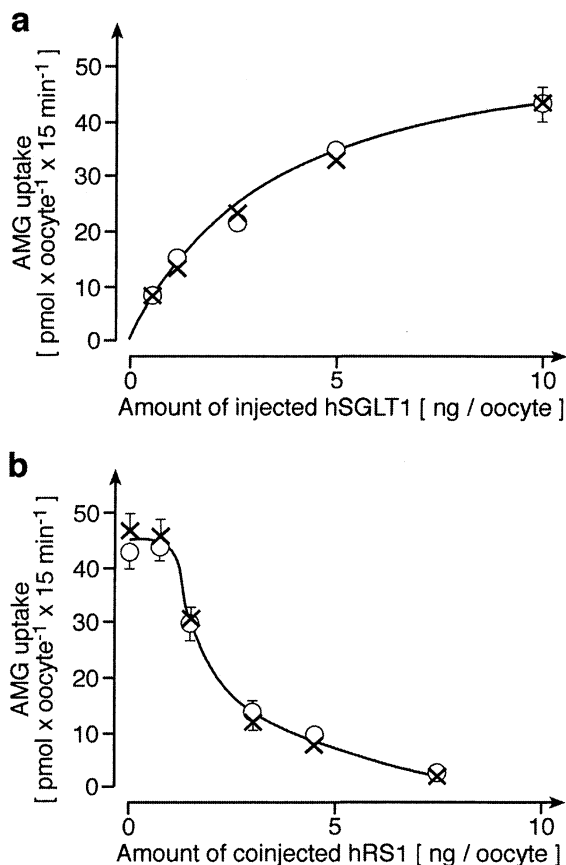 a
AMG uptake
[ pmol x oocyte⁻¹ x 15 min⁻¹ ]
50
40
30
20
10
0
0 5 10
Amount of injected hSGLT1 [ ng / oocyte ]
b
AMG uptake
[ pmol x oocyte⁻¹ x 15 min⁻¹ ]
50
40
30
20
10
0
0 5 10
Amount of coinjected hRS1 [ ng / oocyte ]